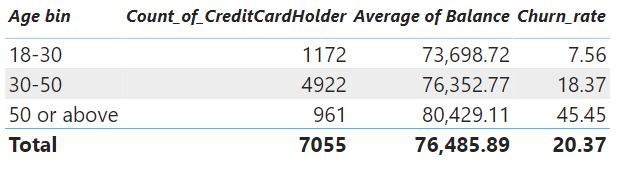 Age bin Count_of_CreditCardHolder Average of Balance Churn_rate
18-30 1172 73,698.72 7.56
30-50 4922 76,352.77 18.37
50 or above 961 80,429.11 45.45
Total 7055 76,485.89 20.37